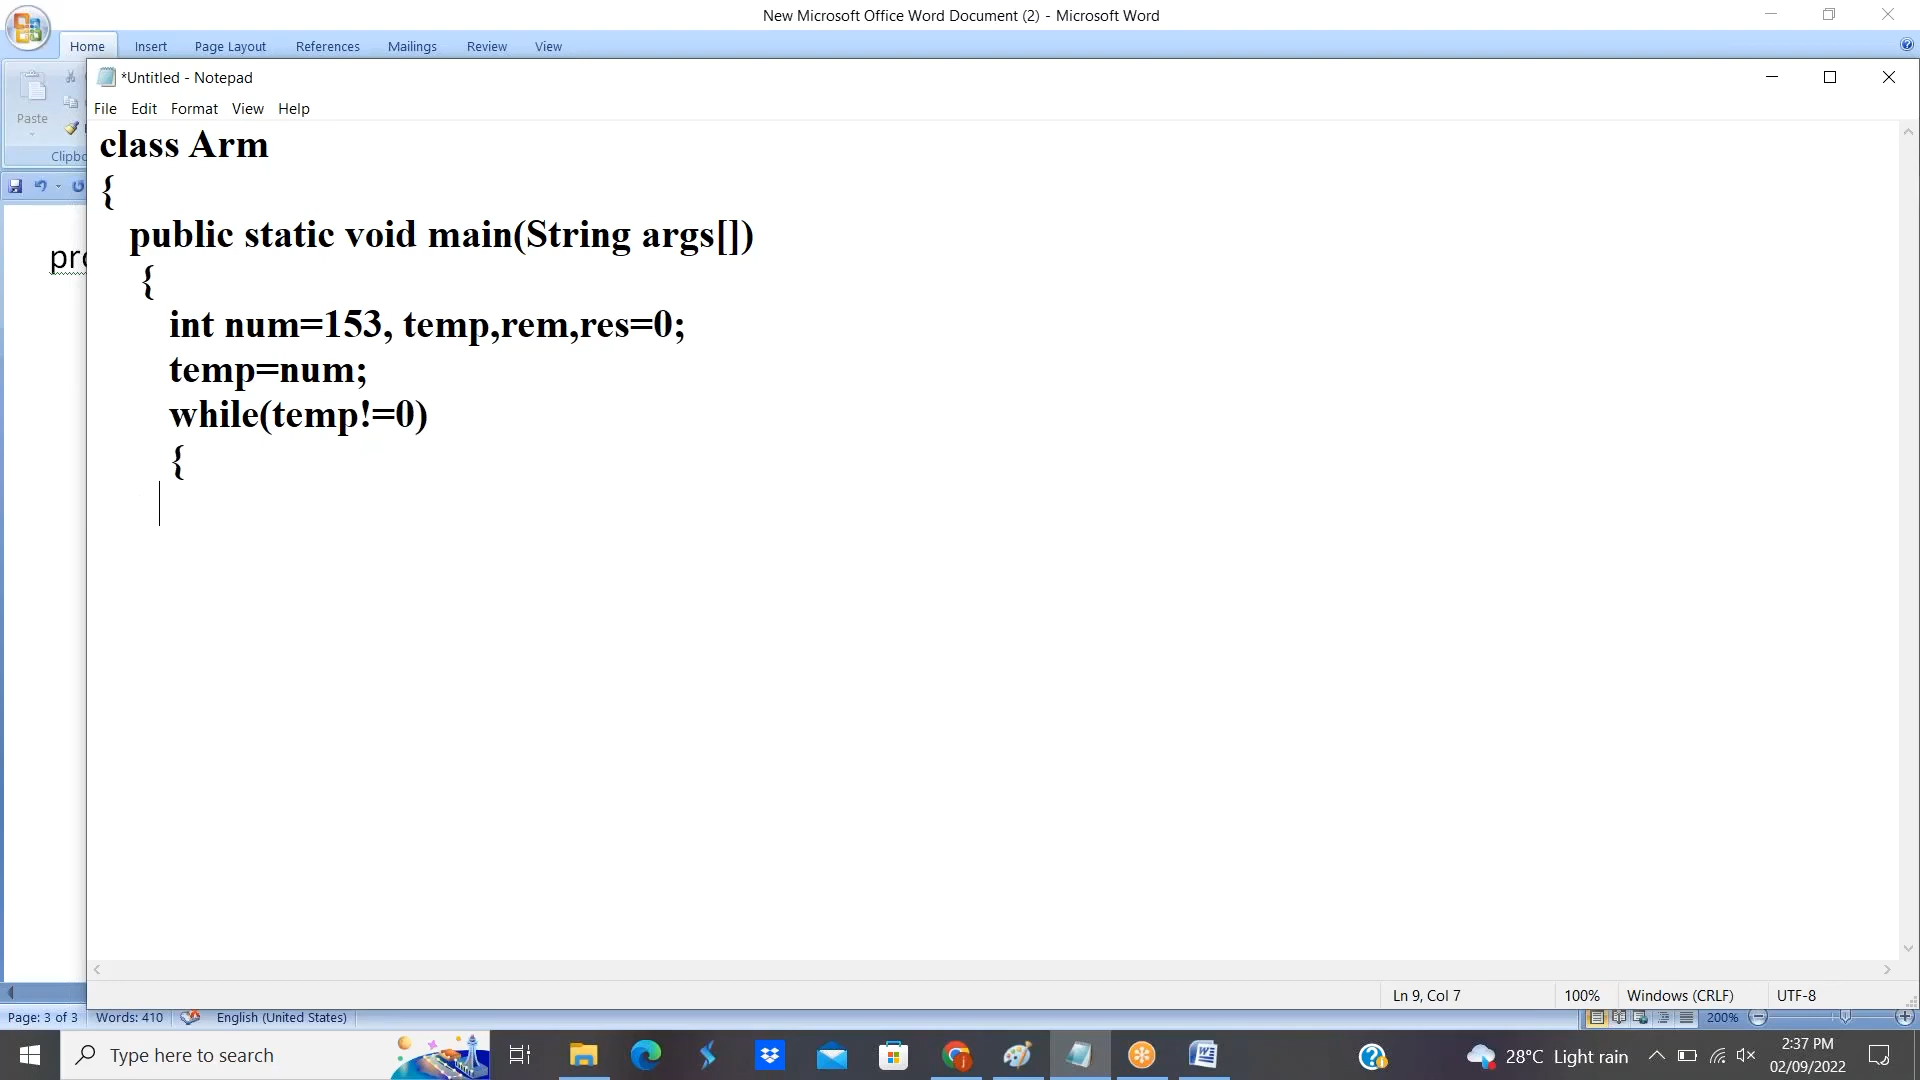 New Microsoft Office Word Document (2) - Microsoft Word
Home Insert Page Layout References Mailings Review View
*Untitled - Notepad
File Edit Format View Help
Paste
class Arm
{
public static void main(String args[])
{
int num=153, temp,rem,res=0;
temp=num;
while(temp!=0)
{
Ln 9, Col 7 100% Windows (CRLF) UTF-8
Page: 3 of 3 Words: 410 English (United States) 200%
Type here to search
28°C Light rain
2:37 PM
02/09/2022